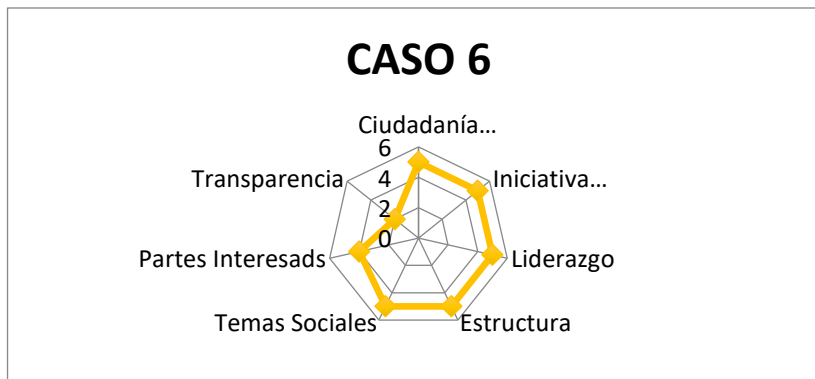 CASO 6
Ciudadanía...
6
4
2
0
Iniciativa...
Liderazgo
Estructura
Temas Sociales
Partes Interesads
Transparencia